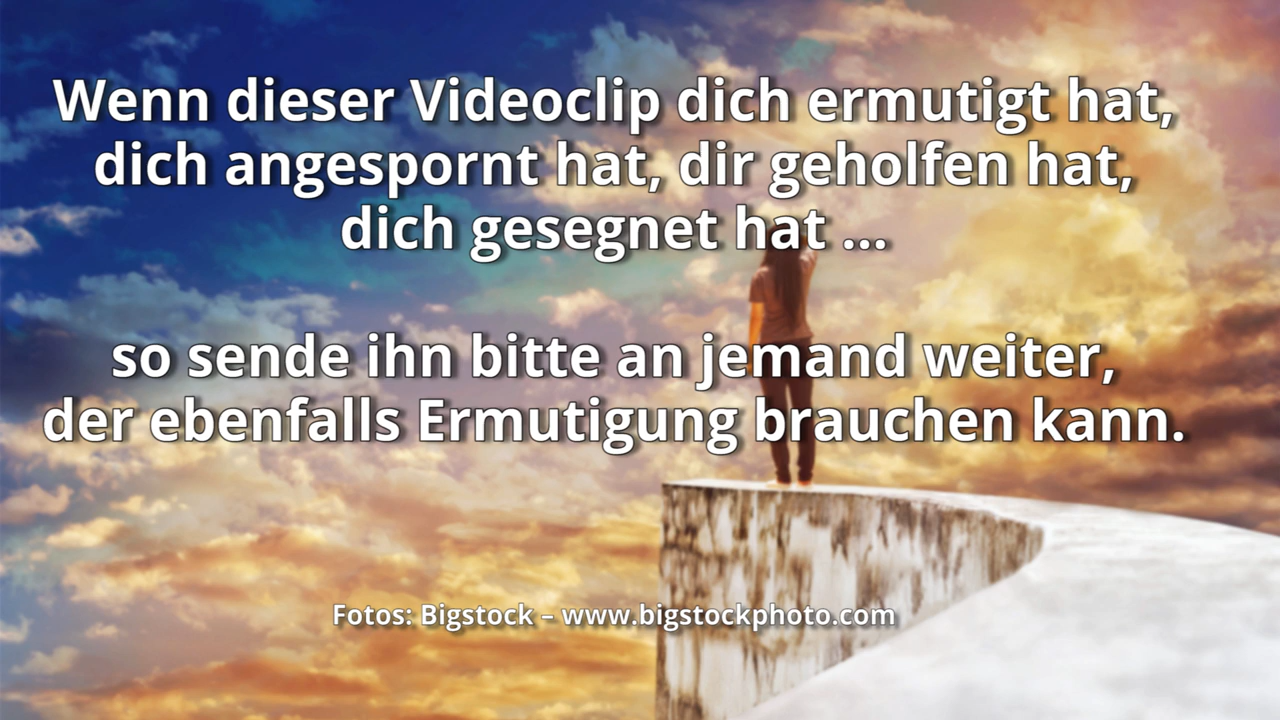 Wenn dieser Videoclip dich ermutigt hat,
dich angespornt hat, dir geholfen hat,
dich gesegnet hat ...
so sende ihn bitte an jemand weiter,
der ebenfalls Ermutigung brauchen kann.
Fotos: Bigstock – www.bigstockphoto.com